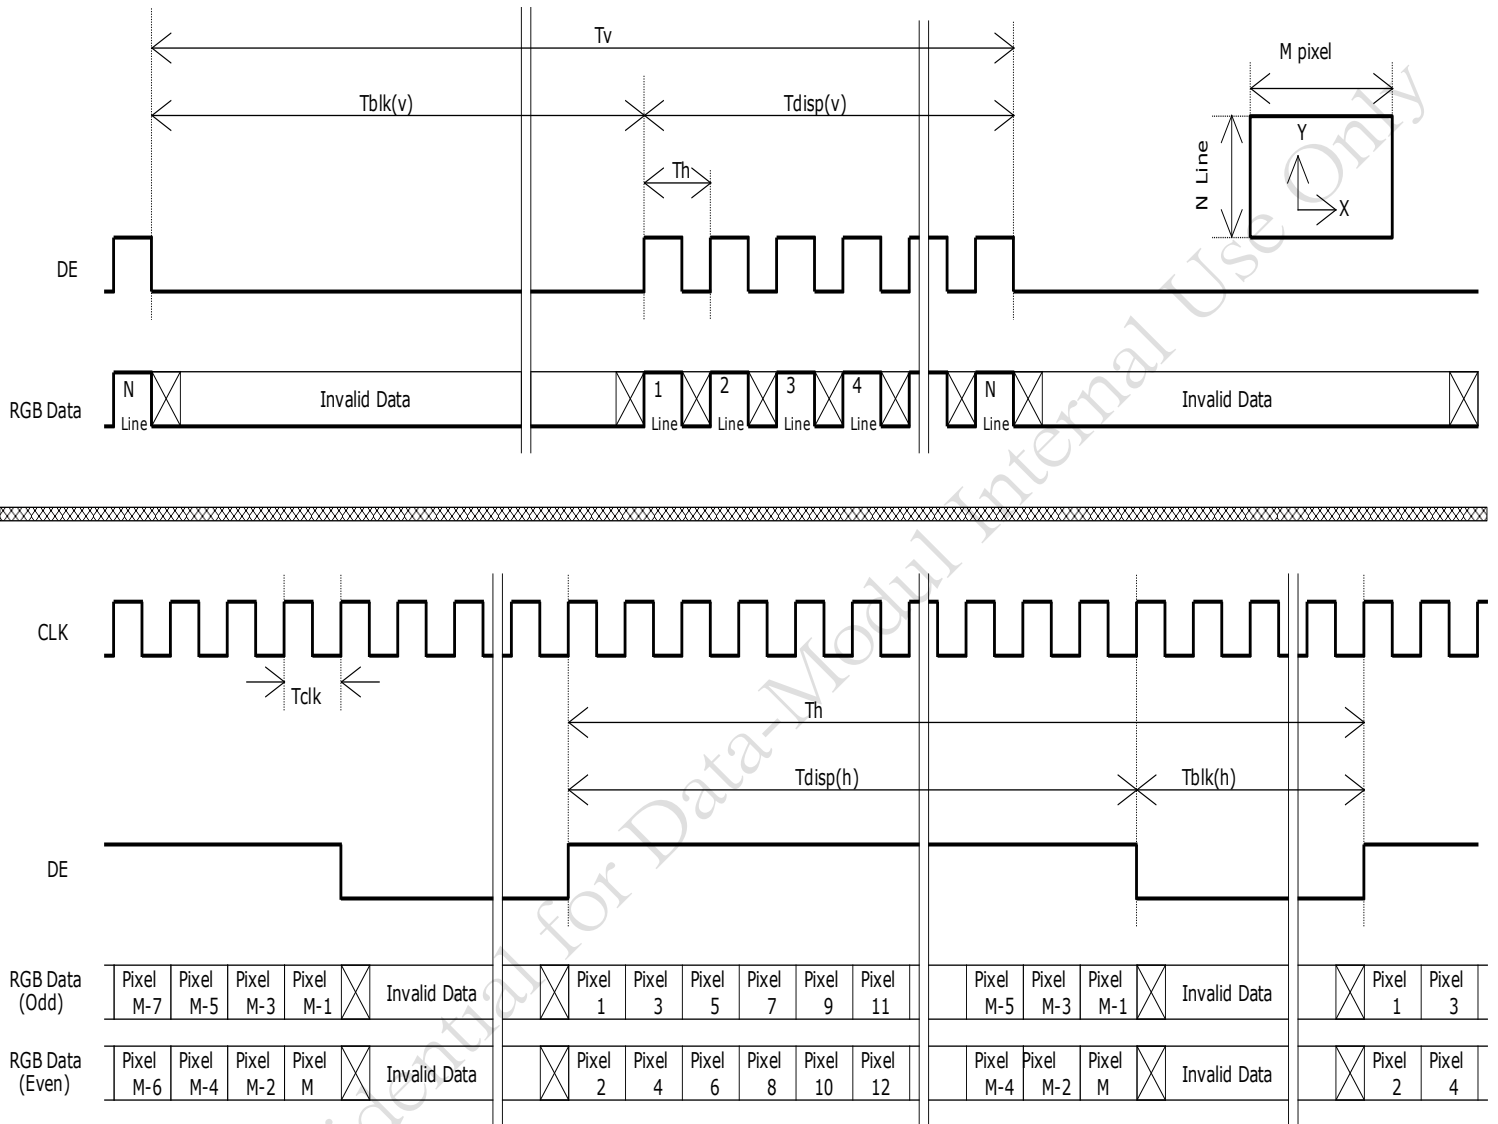 Tv
M pixel
Tblk(v)
Tdisp(v)
Th
N Line
Y
X
DE
RGB Data
N Line
Invalid Data
1 Line
2 Line
3 Line
4 Line
N Line
Invalid Data
CLK
Tclk
Th
Tdisp(h)
Tblk(h)
DE
RGB Data (Odd)
Pixel M-7
Pixel M-5
Pixel M-3
Pixel M-1
Invalid Data
Pixel 1
Pixel 3
Pixel 5
Pixel 7
Pixel 9
Pixel 11
Pixel M-5
Pixel M-3
Pixel M-1
Invalid Data
Pixel 1
Pixel 3
RGB Data (Even)
Pixel M-6
Pixel M-4
Pixel M-2
Pixel M
Invalid Data
Pixel 2
Pixel 4
Pixel 6
Pixel 8
Pixel 10
Pixel 12
Pixel M-4
Pixel M-2
Pixel M
Invalid Data
Pixel 2
Pixel 4
idential for Data-Modul Internal Use Only